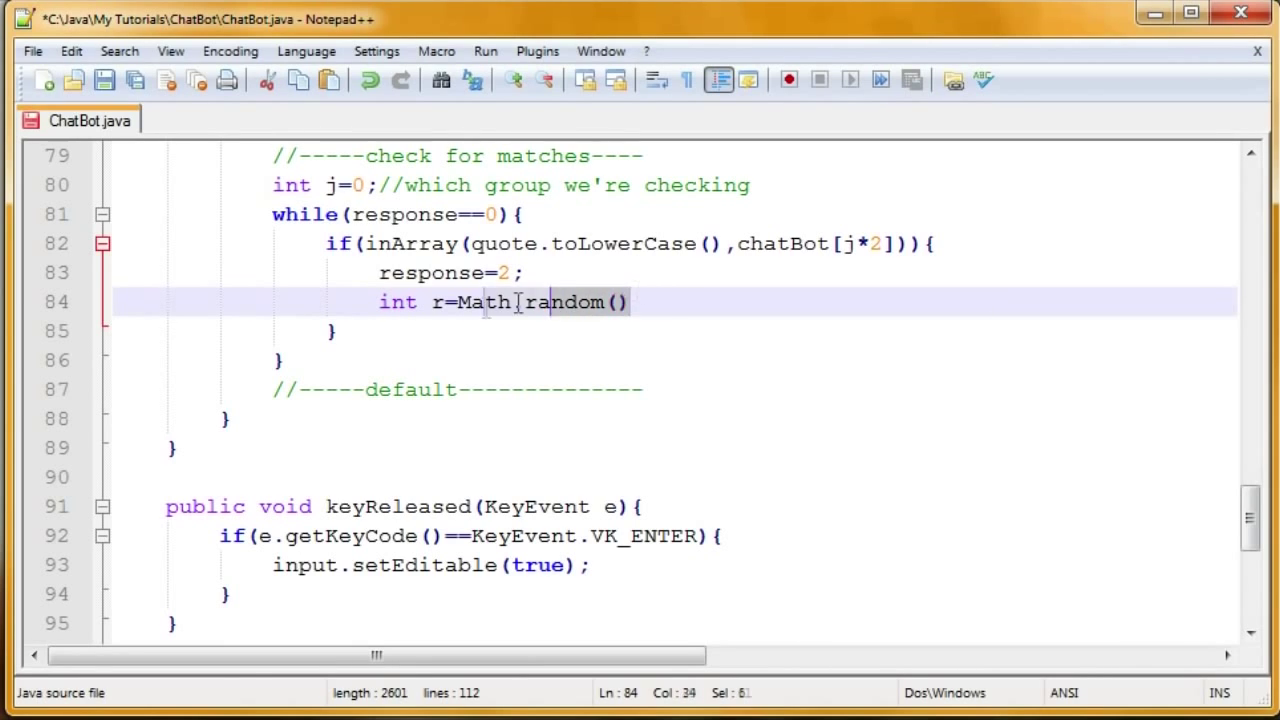 *C:\Java\My Tutorials\ChatBot\ChatBot.java - Notepad++
File Edit Search View Encoding Language Settings Macro Run Plugins Window ? X
ChatBot.java
79 //-----check for matches----
80 int j=0;//which group we're checking
81 while(response==0){
82 if(inArray(quote.toLowerCase(),chatBot[j*2])){
83 response=2;
84 int r=Math.random()
85 }
86 }
87 //-----default--------------
88 }
89 }
90
91 public void keyReleased(KeyEvent e){
92 if(e.getKeyCode()==KeyEvent.VK_ENTER){
93 input.setEditable(true);
94 }
95 }
Java source file length : 2601 lines : 112 Ln : 84 Col : 34 Sel : Dos\Windows ANSI INS